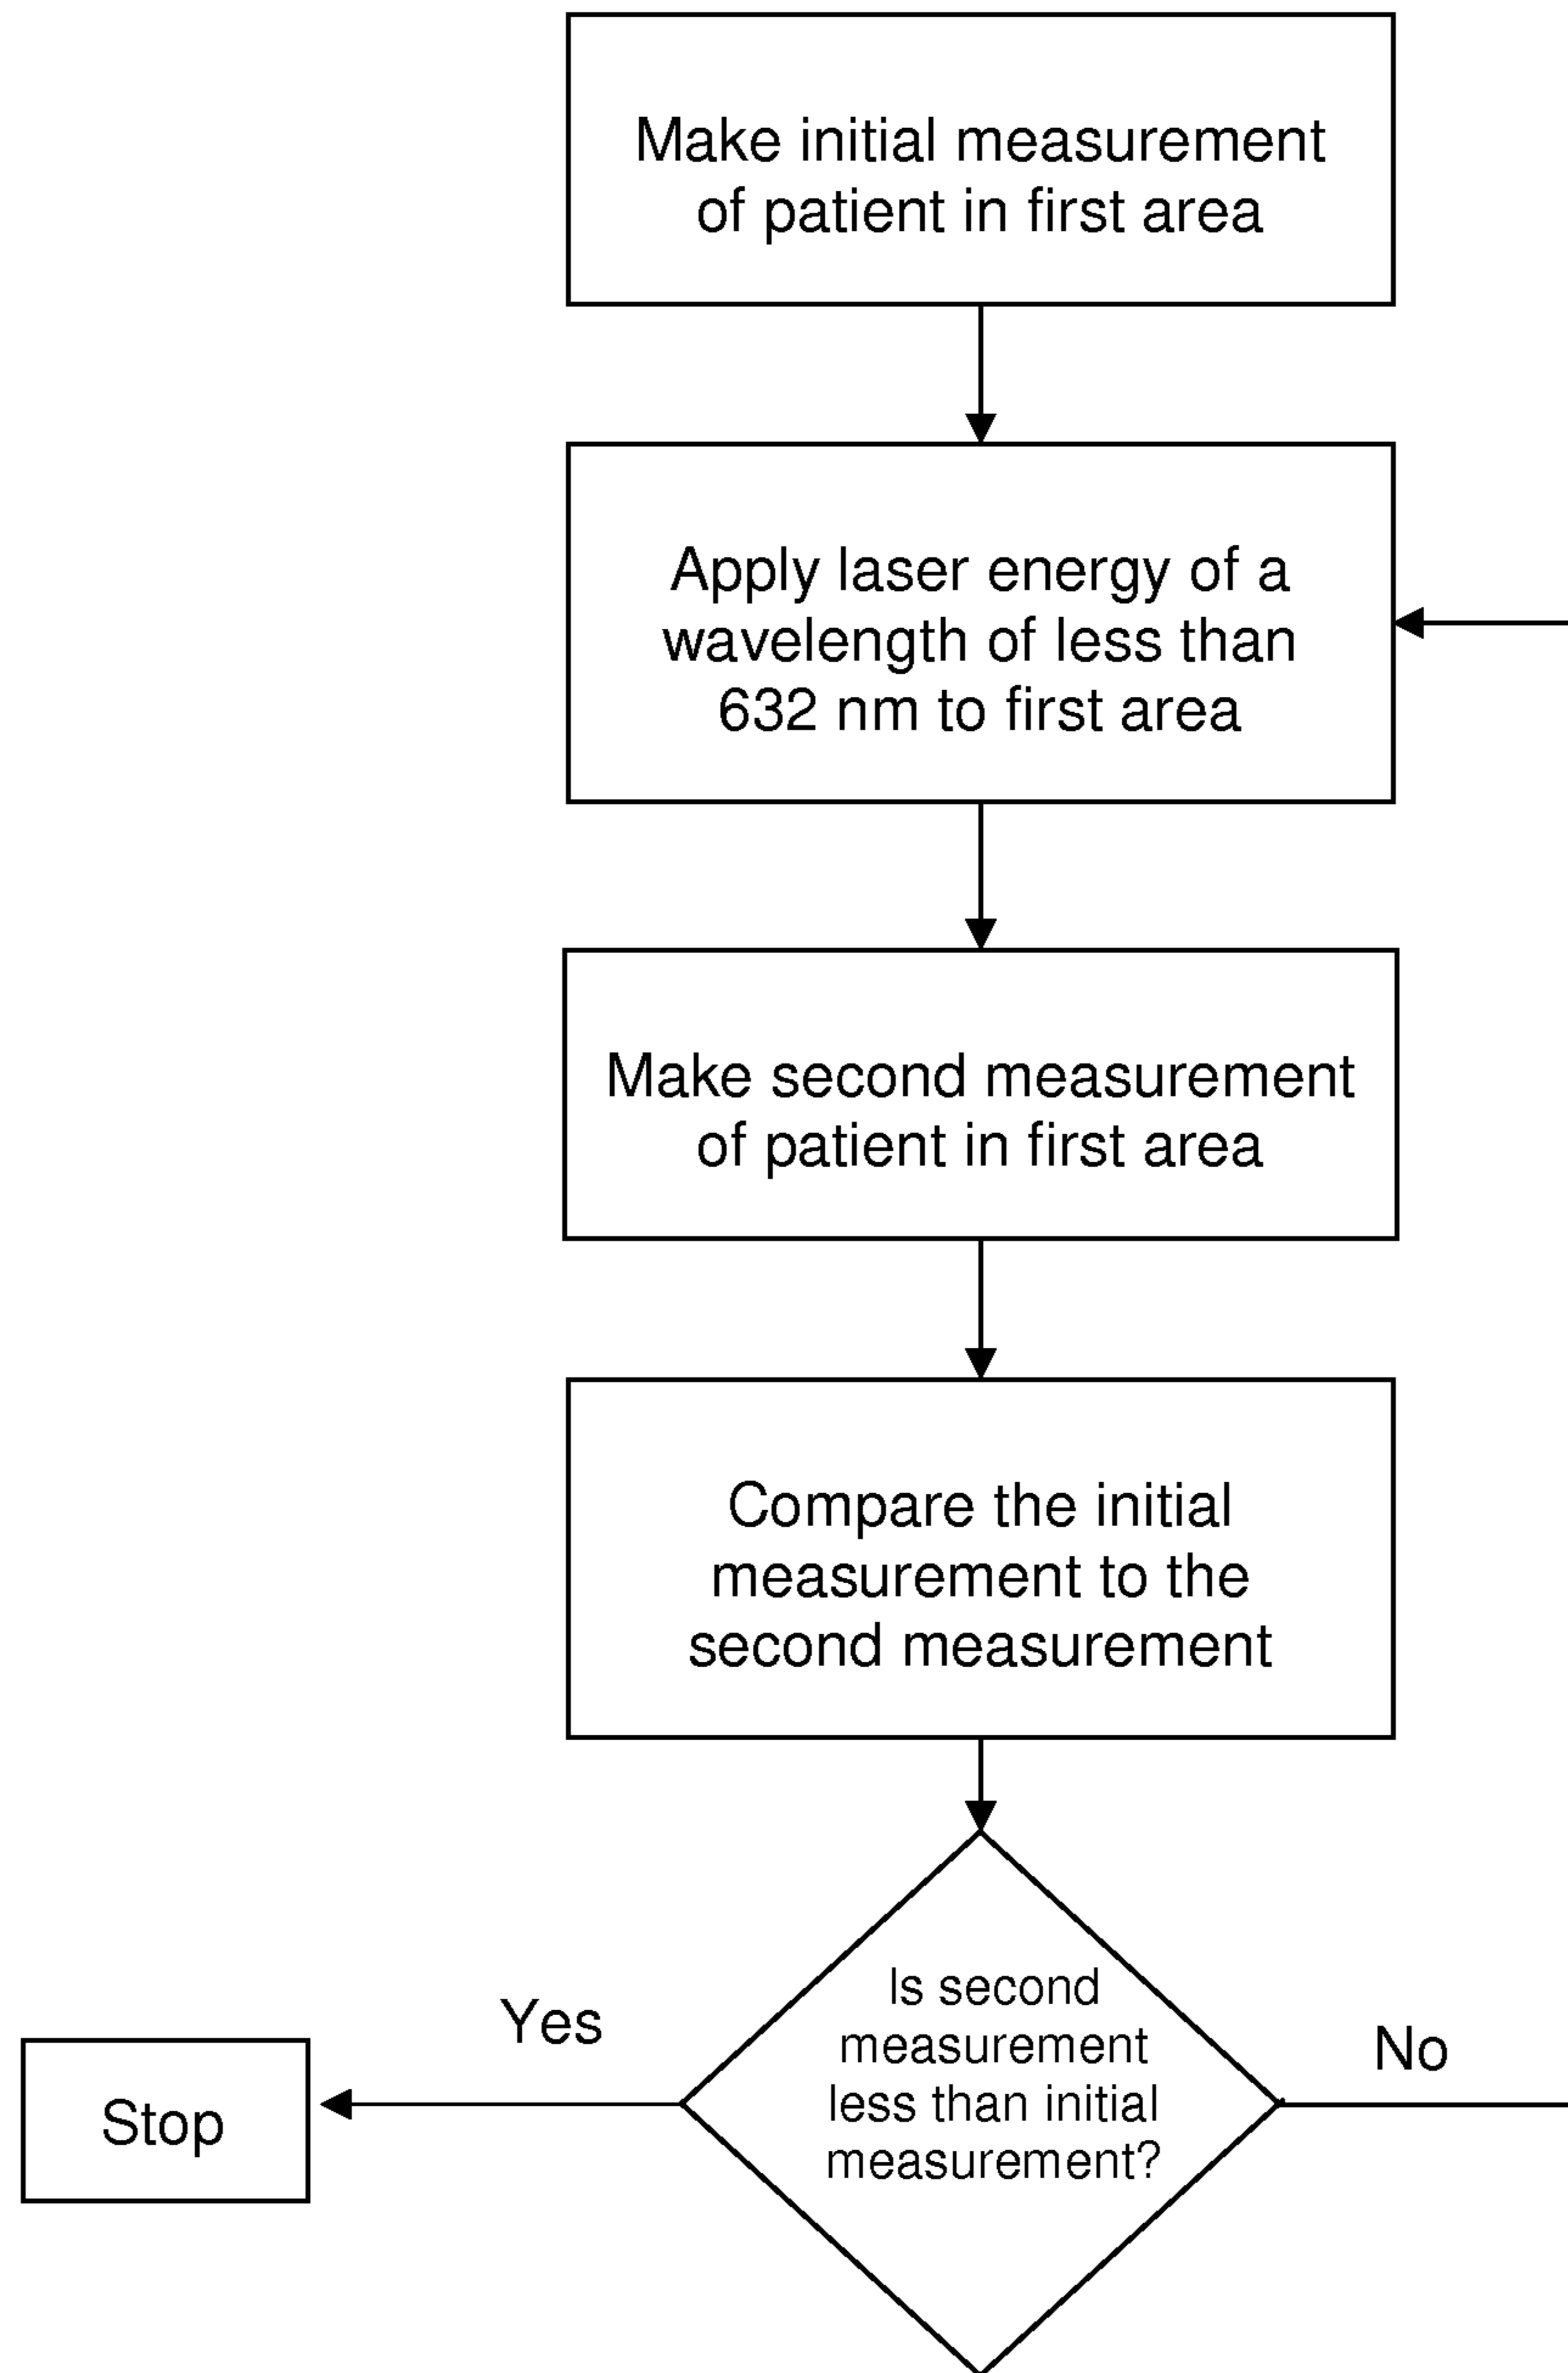 Make initial measurement
of patient in first area
Apply laser energy of a
wavelength of less than
632 nm to first area
Make second measurement
of patient in first area
Compare the initial
measurement to the
second measurement
Is second
measurement
less than initial
measurement?
Yes
No
Stop